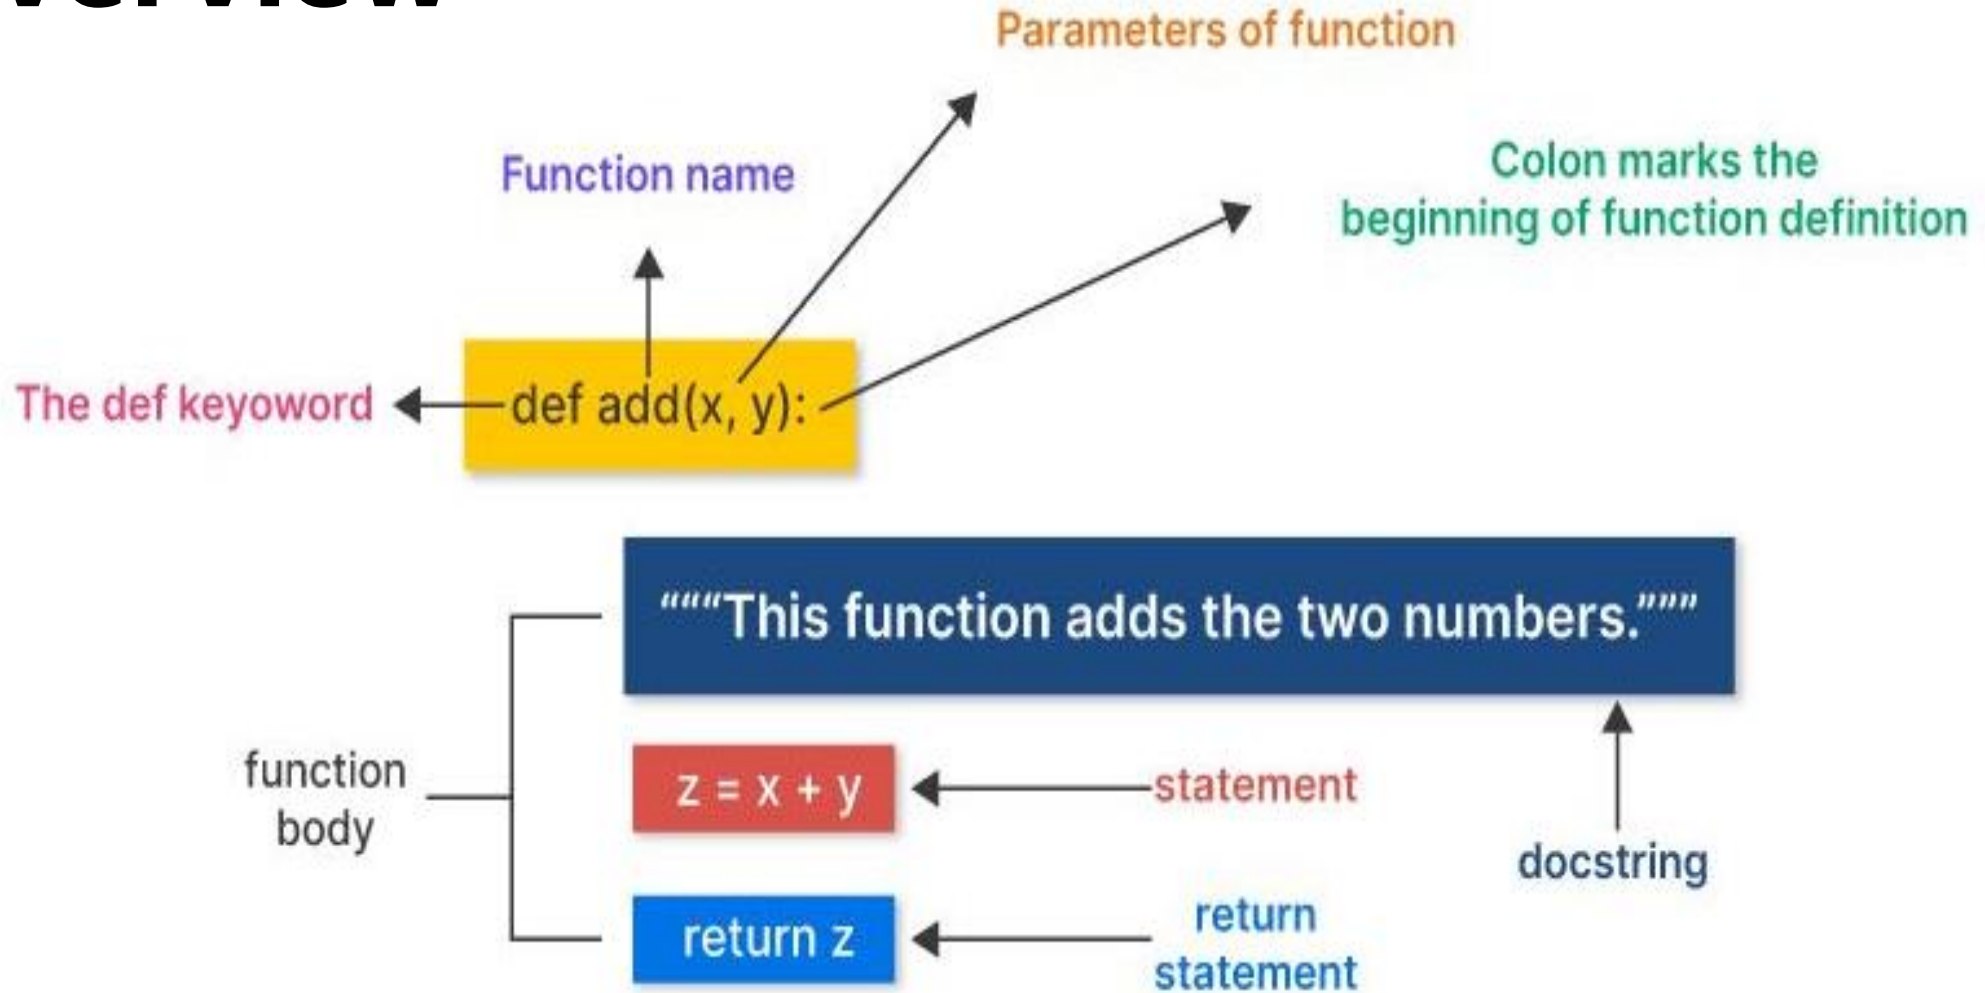 verview
Parameters of function
Function name
Colon marks the
beginning of function definition
The def keyoword
def add(x, y):
“““This function adds the two numbers.”””
function
body
z = x + y
statement
docstring
return z
return
statement